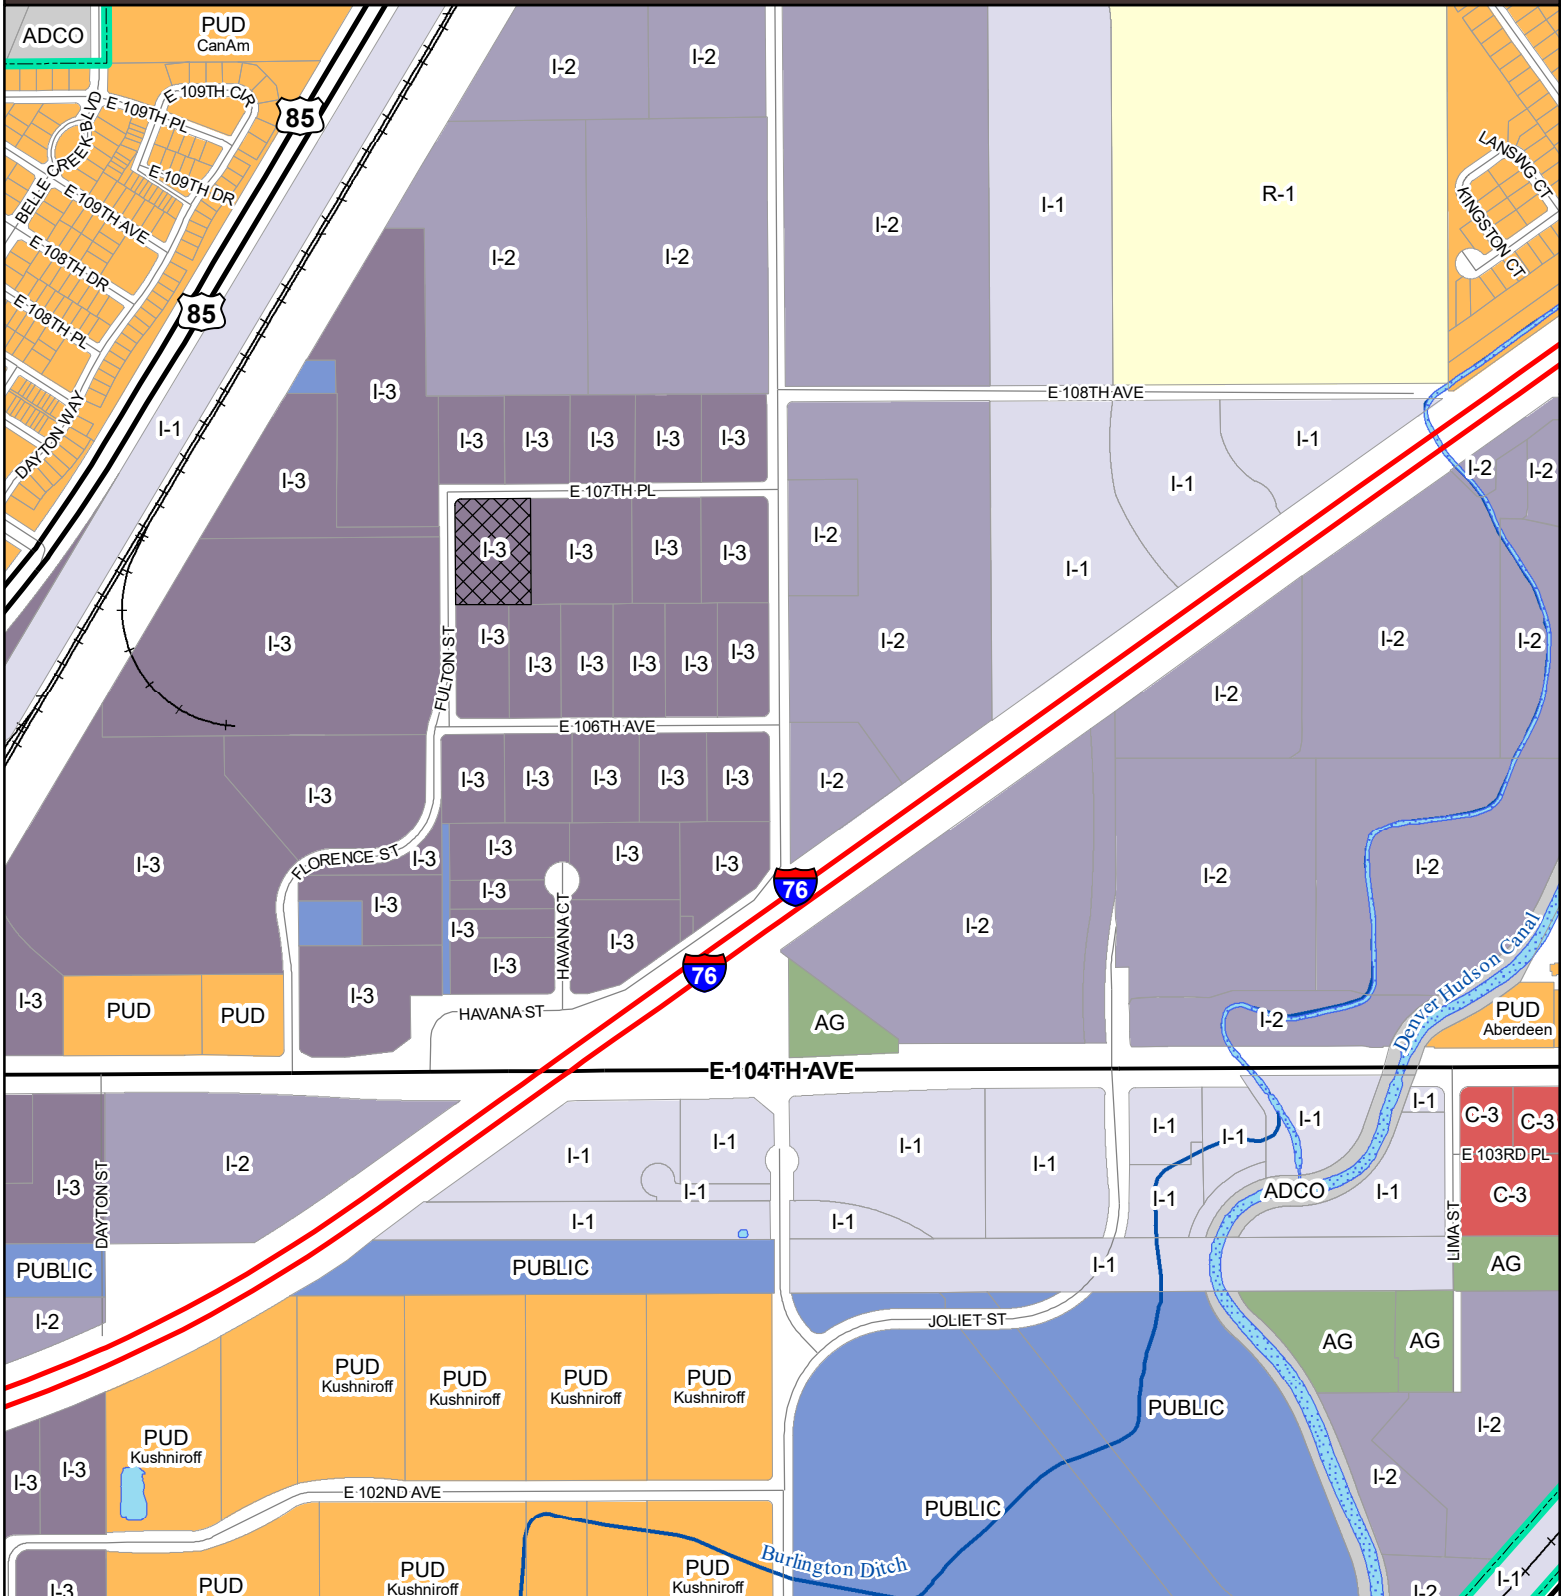 ADCO
PUD
CanAm
I-2
I-2
E 109TH CIR
E 109TH PL
85
BELLE CREEK BLVD
E 109TH DR
LANSING CT
E 109TH AVE
I-1
R-1
KINGSTON CT
I-2
E 108TH DR
I-2
I-2
85
E 108TH PL
I-3
E 108TH AVE
DAYTON WAY
I-1
I-3
I-3
I-3
I-3
I-3
I-1
I-3
I-1
I-2
I-2
E 107TH PL
I-3
I-3
I-3
I-3
I-2
I-1
I-3
I-3
I-3
I-3
I-3
I-3
I-3
I-2
I-2
I-2
FULTON ST
I-2
E 106TH AVE
I-3
I-3
I-3
I-3
I-3
I-3
I-2
I-3
FLORENCE ST
I-3
I-3
I-3
I-3
I-2
I-2
76
I-3
I-3
I-3
I-3
HAVANA CT
I-2
Denver Hudson Canal
76
I-3
I-3
I-3
PUD
PUD
HAVANA ST
AG
I-2
PUD
Aberdeen
E 104TH AVE
I-1
C-3
C-3
I-1
I-1
I-1
I-1
I-1
I-1
I-1
E 103RD PL
I-2
I-3
DAYTON ST
I-1
I-1
ADCO
I-1
C-3
I-1
I-1
LIMA ST
PUBLIC
PUBLIC
I-1
AG
I-2
JOLIET ST
AG
AG
PUD
Kushniroff
PUD
Kushniroff
PUD
Kushniroff
PUD
Kushniroff
PUBLIC
I-2
PUD
Kushniroff
I-3
I-3
I-2
E 102ND AVE
PUBLIC
Burlington Ditch
PUD
Kushniroff
PUD
Kushniroff
PUD
I-3
I-2
I-1